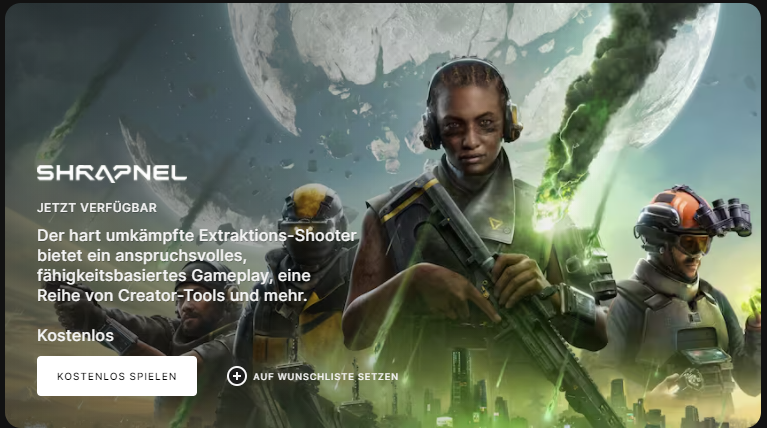 SHRAPNEL
JETZT VERFÜGBAR
Der hart umkämpfte Extraktions-Shooter
bietet ein anspruchsvolles,
fähigkeitsbasiertes Gameplay, eine
Reihe von Creator-Tools und mehr.
Kostenlos
KOSTENLOS SPIELEN
AUF WUNSCHLISTE SETZEN